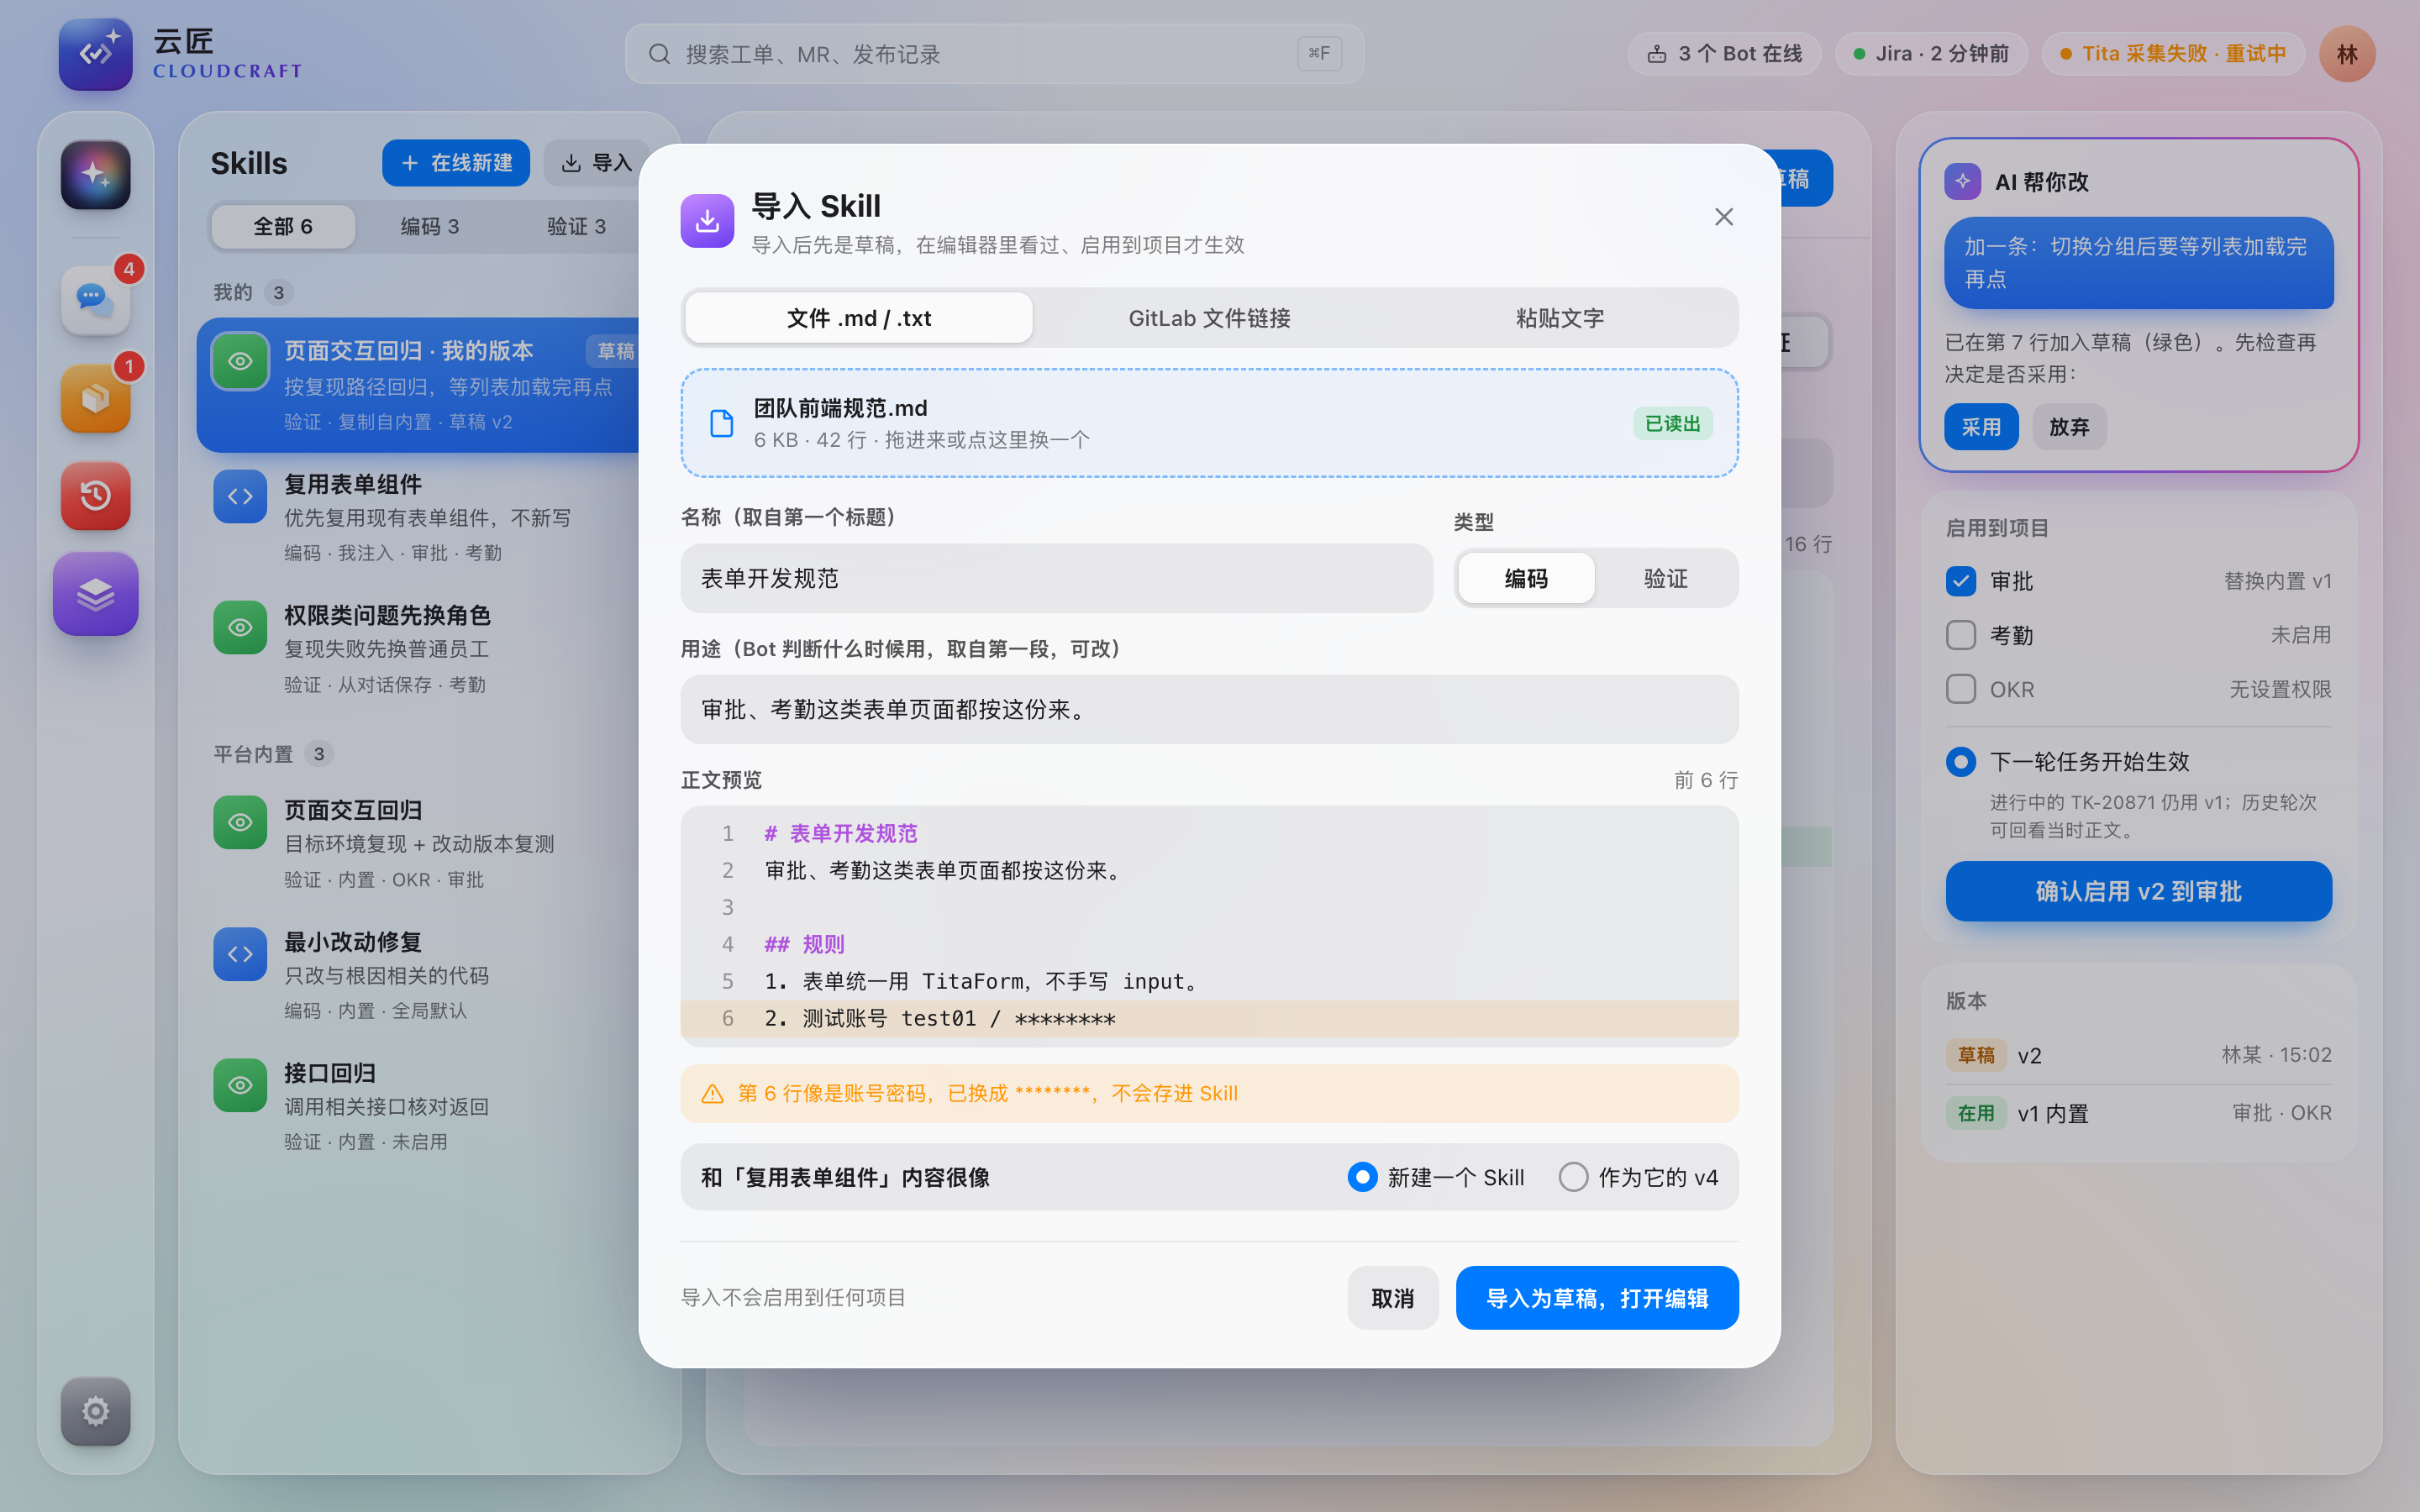 云匠
CLOUDCRAFT
搜索工单、MR、发布记录
⌘F
3 个 Bot 在线
Jira · 2 分钟前
Tita 采集失败 · 重试中
林
4
1
Skills
在线新建
导入
全部 6
编码 3
验证 3
我的 3
页面交互回归 · 我的版本
草稿
按复现路径回归，等列表加载完再点
验证 · 复制自内置 · 草稿 v2
复用表单组件
优先复用现有表单组件，不新写
编码 · 我注入 · 审批 · 考勤
权限类问题先换角色
复现失败先换普通员工
验证 · 从对话保存 · 考勤
平台内置 3
页面交互回归
目标环境复现 + 改动版本复测
验证 · 内置 · OKR · 审批
最小改动修复
只改与根因相关的代码
编码 · 内置 · 全局默认
接口回归
调用相关接口核对返回
验证 · 内置 · 未启用
导入 Skill
导入后先是草稿，在编辑器里看过、启用到项目才生效
文件 .md / .txt
GitLab 文件链接
粘贴文字
团队前端规范.md
6 KB · 42 行 · 拖进来或点这里换一个
已读出
名称（取自第一个标题）
类型
表单开发规范
编码
验证
用途（Bot 判断什么时候用，取自第一段，可改）
审批、考勤这类表单页面都按这份来。
正文预览
前 6 行
1 # 表单开发规范
2 审批、考勤这类表单页面都按这份来。
3
4 ## 规则
5 1. 表单统一用 TitaForm，不手写 input。
6 2. 测试账号 test01 / ********
第 6 行像是账号密码，已换成 ********，不会存进 Skill
和「复用表单组件」内容很像
新建一个 Skill
作为它的 v4
导入不会启用到任何项目
取消
导入为草稿，打开编辑
稿
16 行
AI 帮你改
加一条：切换分组后要等列表加载完
再点
已在第 7 行加入草稿（绿色）。先检查再
决定是否采用：
采用
放弃
启用到项目
审批
替换内置 v1
考勤
未启用
OKR
无设置权限
下一轮任务开始生效
进行中的 TK-20871 仍用 v1；历史轮次
可回看当时正文。
确认启用 v2 到审批
版本
草稿 v2
林某 · 15:02
在用 v1 内置
审批 · OKR